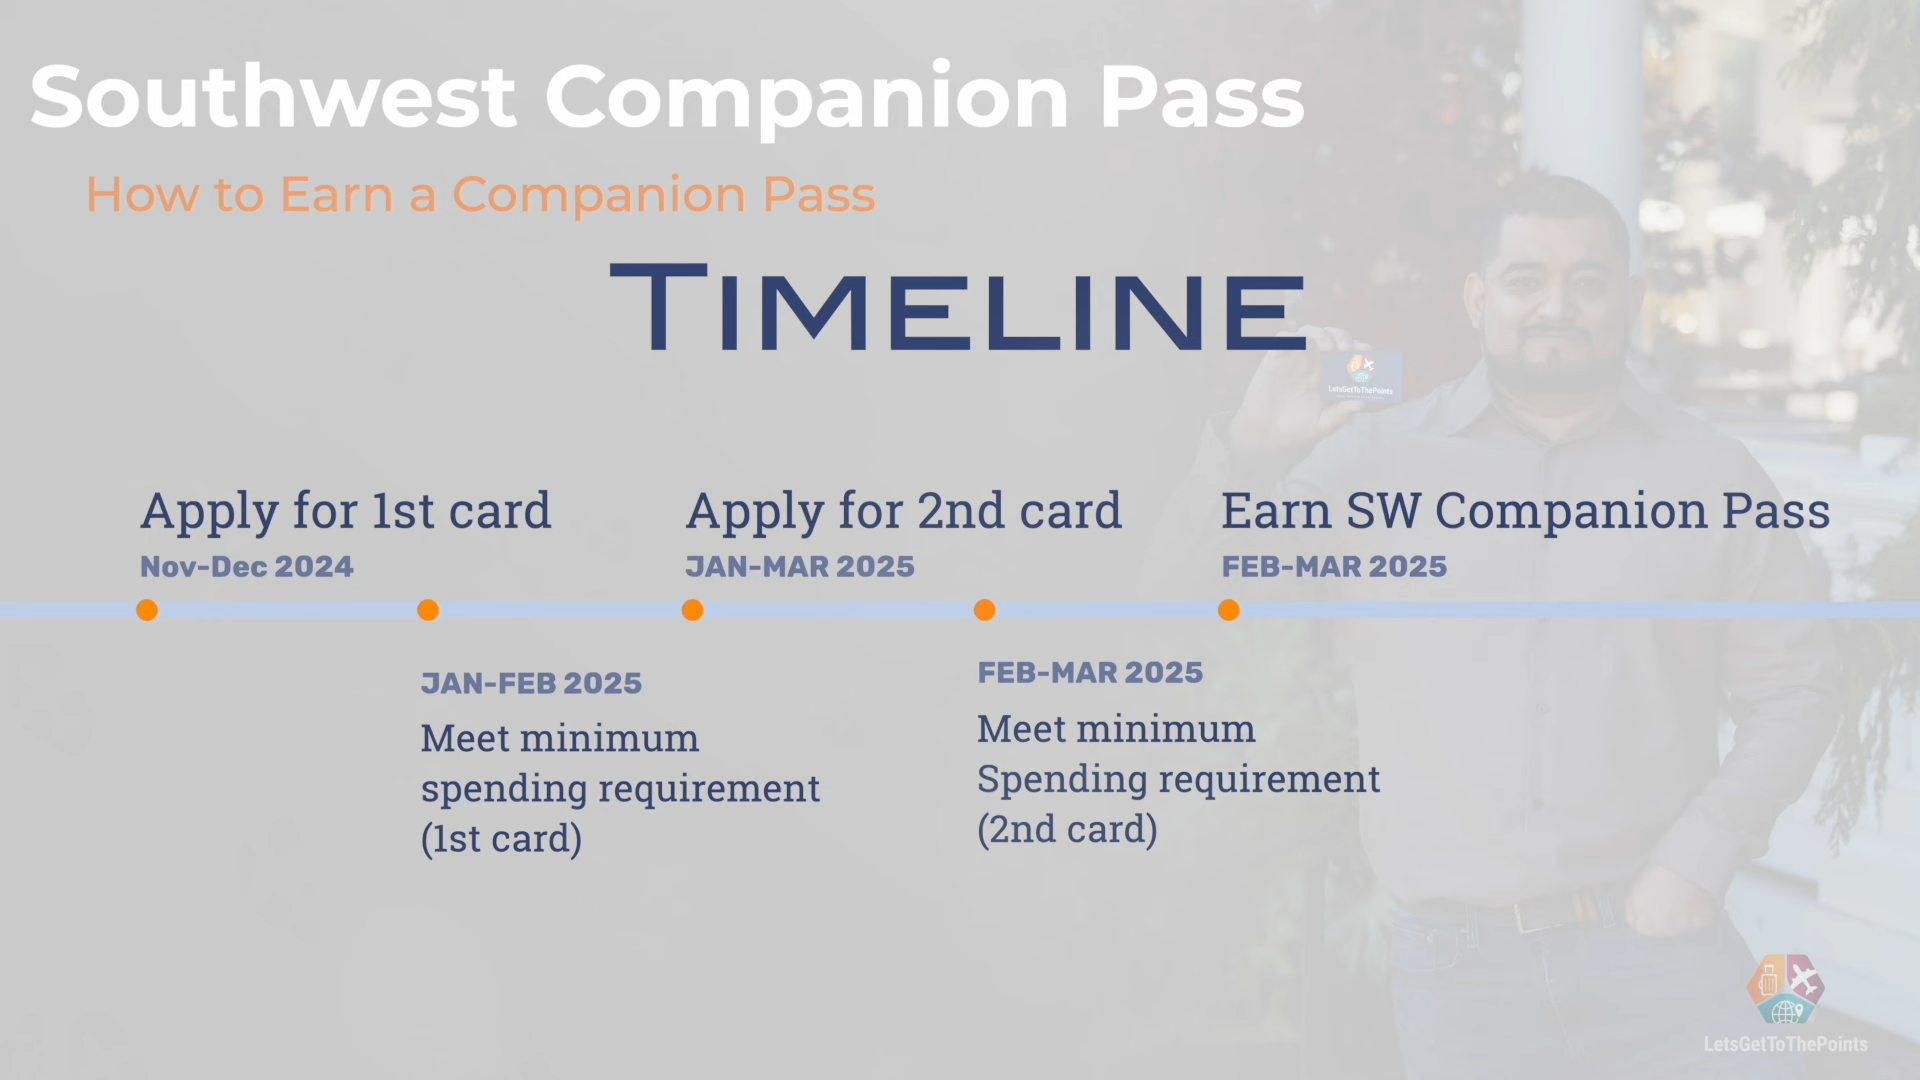 Southwest Companion Pass
How to Earn a Companion Pass
TIMELINE
Apply for 1st card
Nov-Dec 2024
Apply for 2nd card
JAN-MAR 2025
Earn SW Companion Pass
FEB-MAR 2025
JAN-FEB 2025
Meet minimum
spending requirement
(1st card)
FEB-MAR 2025
Meet minimum
Spending requirement
(2nd card)
LetsGetToThePoints
LetsGetToThePoints